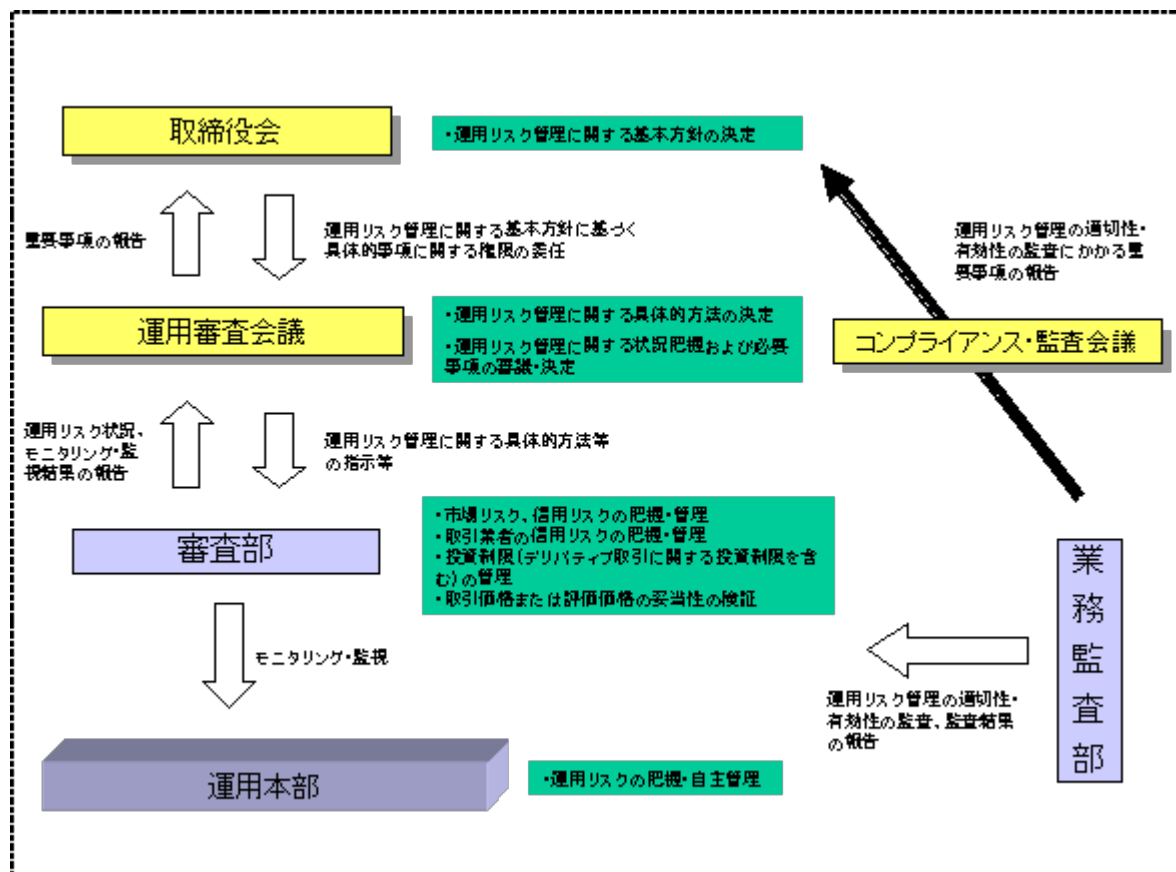 取締役会
・運用リスク管理に関する基本方針の決定
重要事項の報告
運用リスク管理に関する基本方針に基づく
具体的事項に関する権限の委任
運用リスク管理の適切性・
有効性の監査にかかる重
要事項の報告
運用審査会議
・運用リスク管理に関する具体的方法の決定
・運用リスク管理に関する状況把握および必要
事項の審議・決定
コンプライアンス・監査会議
運用リスク状況、
モニタリング・監
視結果の報告
運用リスク管理に関する具体的方法等
の指示等
審査部
・市場リスク、信用リスクの把握・管理
・取引業者の信用リスクの把握・管理
・投資制限(デリバティブ取引に関する投資制限を含
む)の管理
・取引価格または評価価格の妥当性の検証
業務監査部
モニタリング・監視
運用リスク管理の適切性・
有効性の監査、監査結果
の報告
運用本部
・運用リスクの把握・自主管理